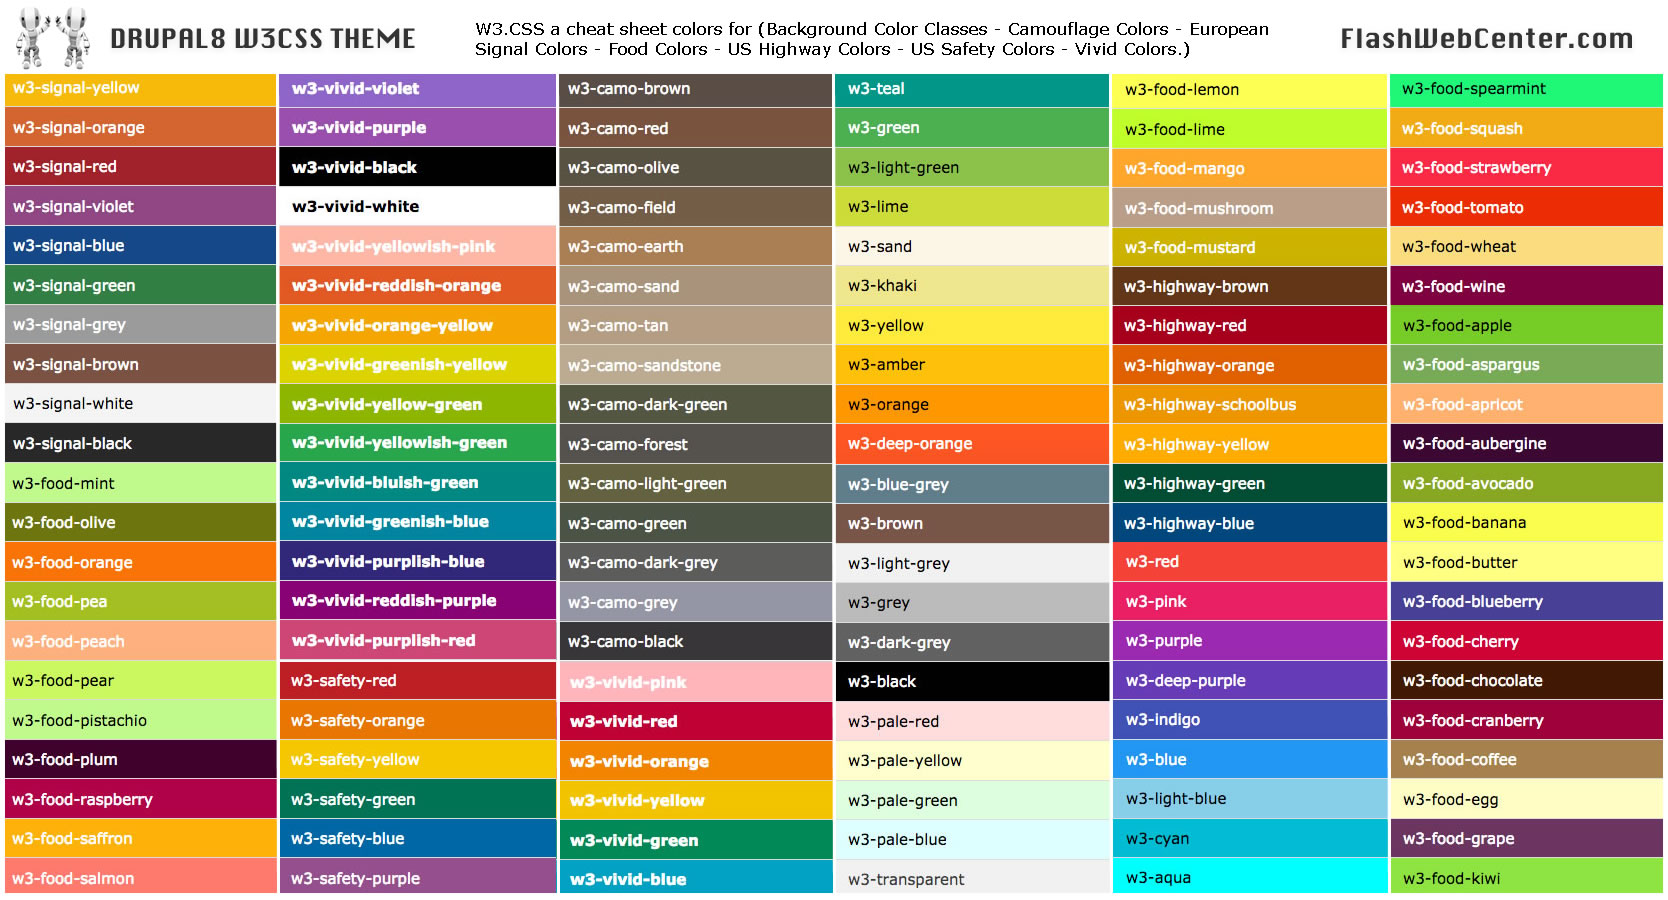 DRUPAL8 W3CSS THEME
W3.CSS a cheat sheet colors for (Background Color Classes - Camouflage Colors - European
Signal Colors - Food Colors - US Highway Colors - US Safety Colors - Vivid Colors.)
FlashWebCenter.com
w3-signal-yellow
w3-signal-orange
w3-signal-red
w3-signal-violet
w3-signal-blue
w3-signal-green
w3-signal-grey
w3-signal-brown
w3-signal-white
w3-signal-black
w3-food-mint
w3-food-olive
w3-food-orange
w3-food-pea
w3-food-peach
w3-food-pear
w3-food-pistachio
w3-food-plum
w3-food-raspberry
w3-food-saffron
w3-food-salmon
w3-vivid-violet
w3-vivid-purple
w3-vivid-black
w3-vivid-white
w3-vivid-yellowish-pink
w3-vivid-reddish-orange
w3-vivid-orange-yellow
w3-vivid-greenish-yellow
w3-vivid-yellow-green
w3-vivid-yellowish-green
w3-vivid-bluish-green
w3-vivid-greenish-blue
w3-vivid-purplish-blue
w3-vivid-reddish-purple
w3-vivid-purplish-red
w3-safety-red
w3-safety-orange
w3-safety-yellow
w3-safety-green
w3-safety-blue
w3-safety-purple
w3-camo-brown
w3-camo-red
w3-camo-olive
w3-camo-field
w3-camo-earth
w3-camo-sand
w3-camo-tan
w3-camo-sandstone
w3-camo-dark-green
w3-camo-forest
w3-camo-light-green
w3-camo-green
w3-camo-dark-grey
w3-camo-grey
w3-camo-black
w3-vivid-pink
w3-vivid-red
w3-vivid-orange
w3-vivid-yellow
w3-vivid-green
w3-vivid-blue
w3-teal
w3-green
w3-light-green
w3-lime
w3-sand
w3-khaki
w3-yellow
w3-amber
w3-orange
w3-deep-orange
w3-blue-grey
w3-brown
w3-light-grey
w3-grey
w3-dark-grey
w3-black
w3-pale-red
w3-pale-yellow
w3-pale-green
w3-pale-blue
w3-transparent
w3-food-lemon
w3-food-lime
w3-food-mango
w3-food-mushroom
w3-food-mustard
w3-highway-brown
w3-highway-red
w3-highway-orange
w3-highway-schoolbus
w3-highway-yellow
w3-highway-green
w3-highway-blue
w3-red
w3-pink
w3-purple
w3-deep-purple
w3-indigo
w3-blue
w3-light-blue
w3-cyan
w3-aqua
w3-food-spearmint
w3-food-squash
w3-food-strawberry
w3-food-tomato
w3-food-wheat
w3-food-wine
w3-food-apple
w3-food-aspargus
w3-food-apricot
w3-food-aubergine
w3-food-avocado
w3-food-banana
w3-food-butter
w3-food-blueberry
w3-food-cherry
w3-food-chocolate
w3-food-cranberry
w3-food-coffee
w3-food-egg
w3-food-grape
w3-food-kiwi